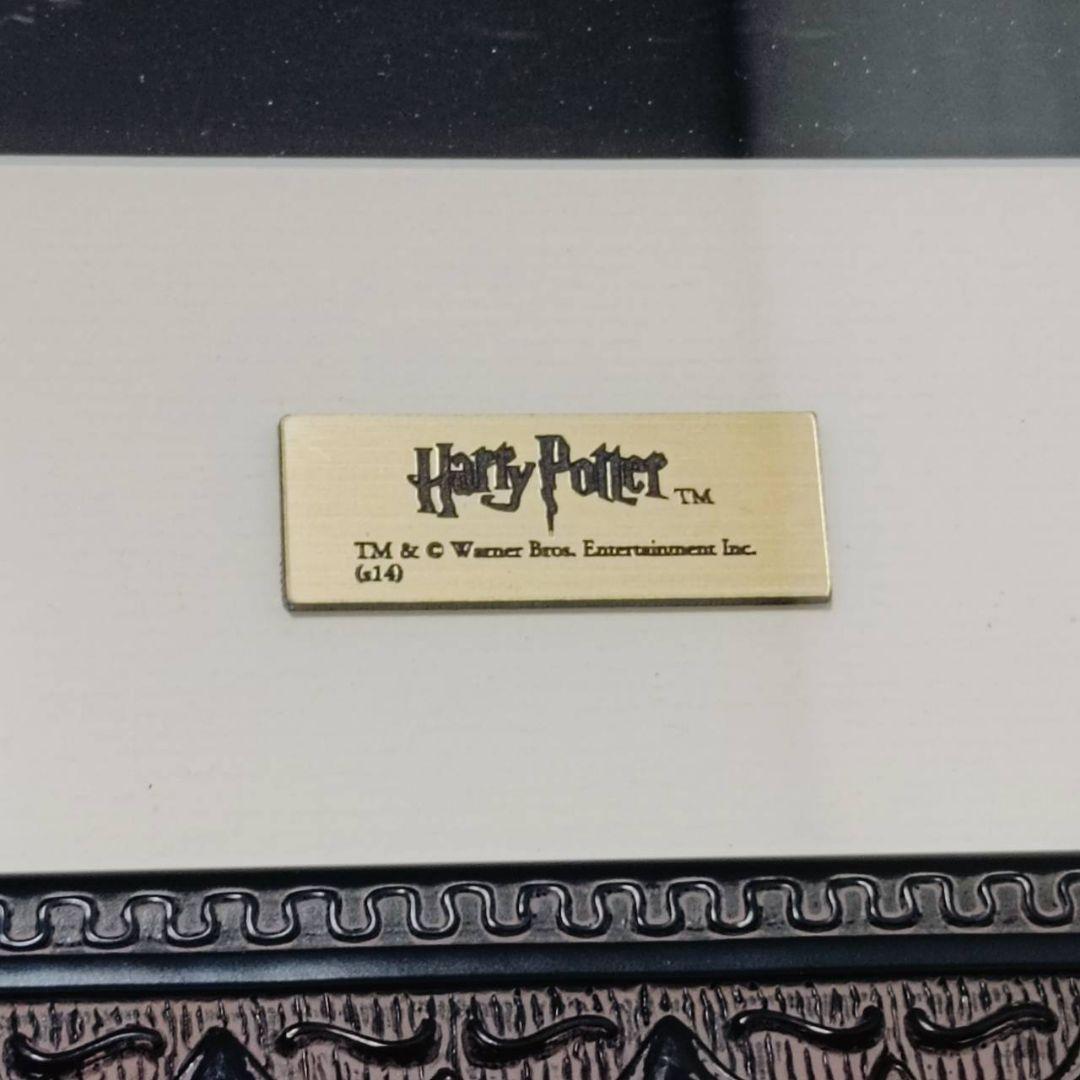 Harry Potter TM
TM & © Warner Bros. Entertainment Inc.
(s14)